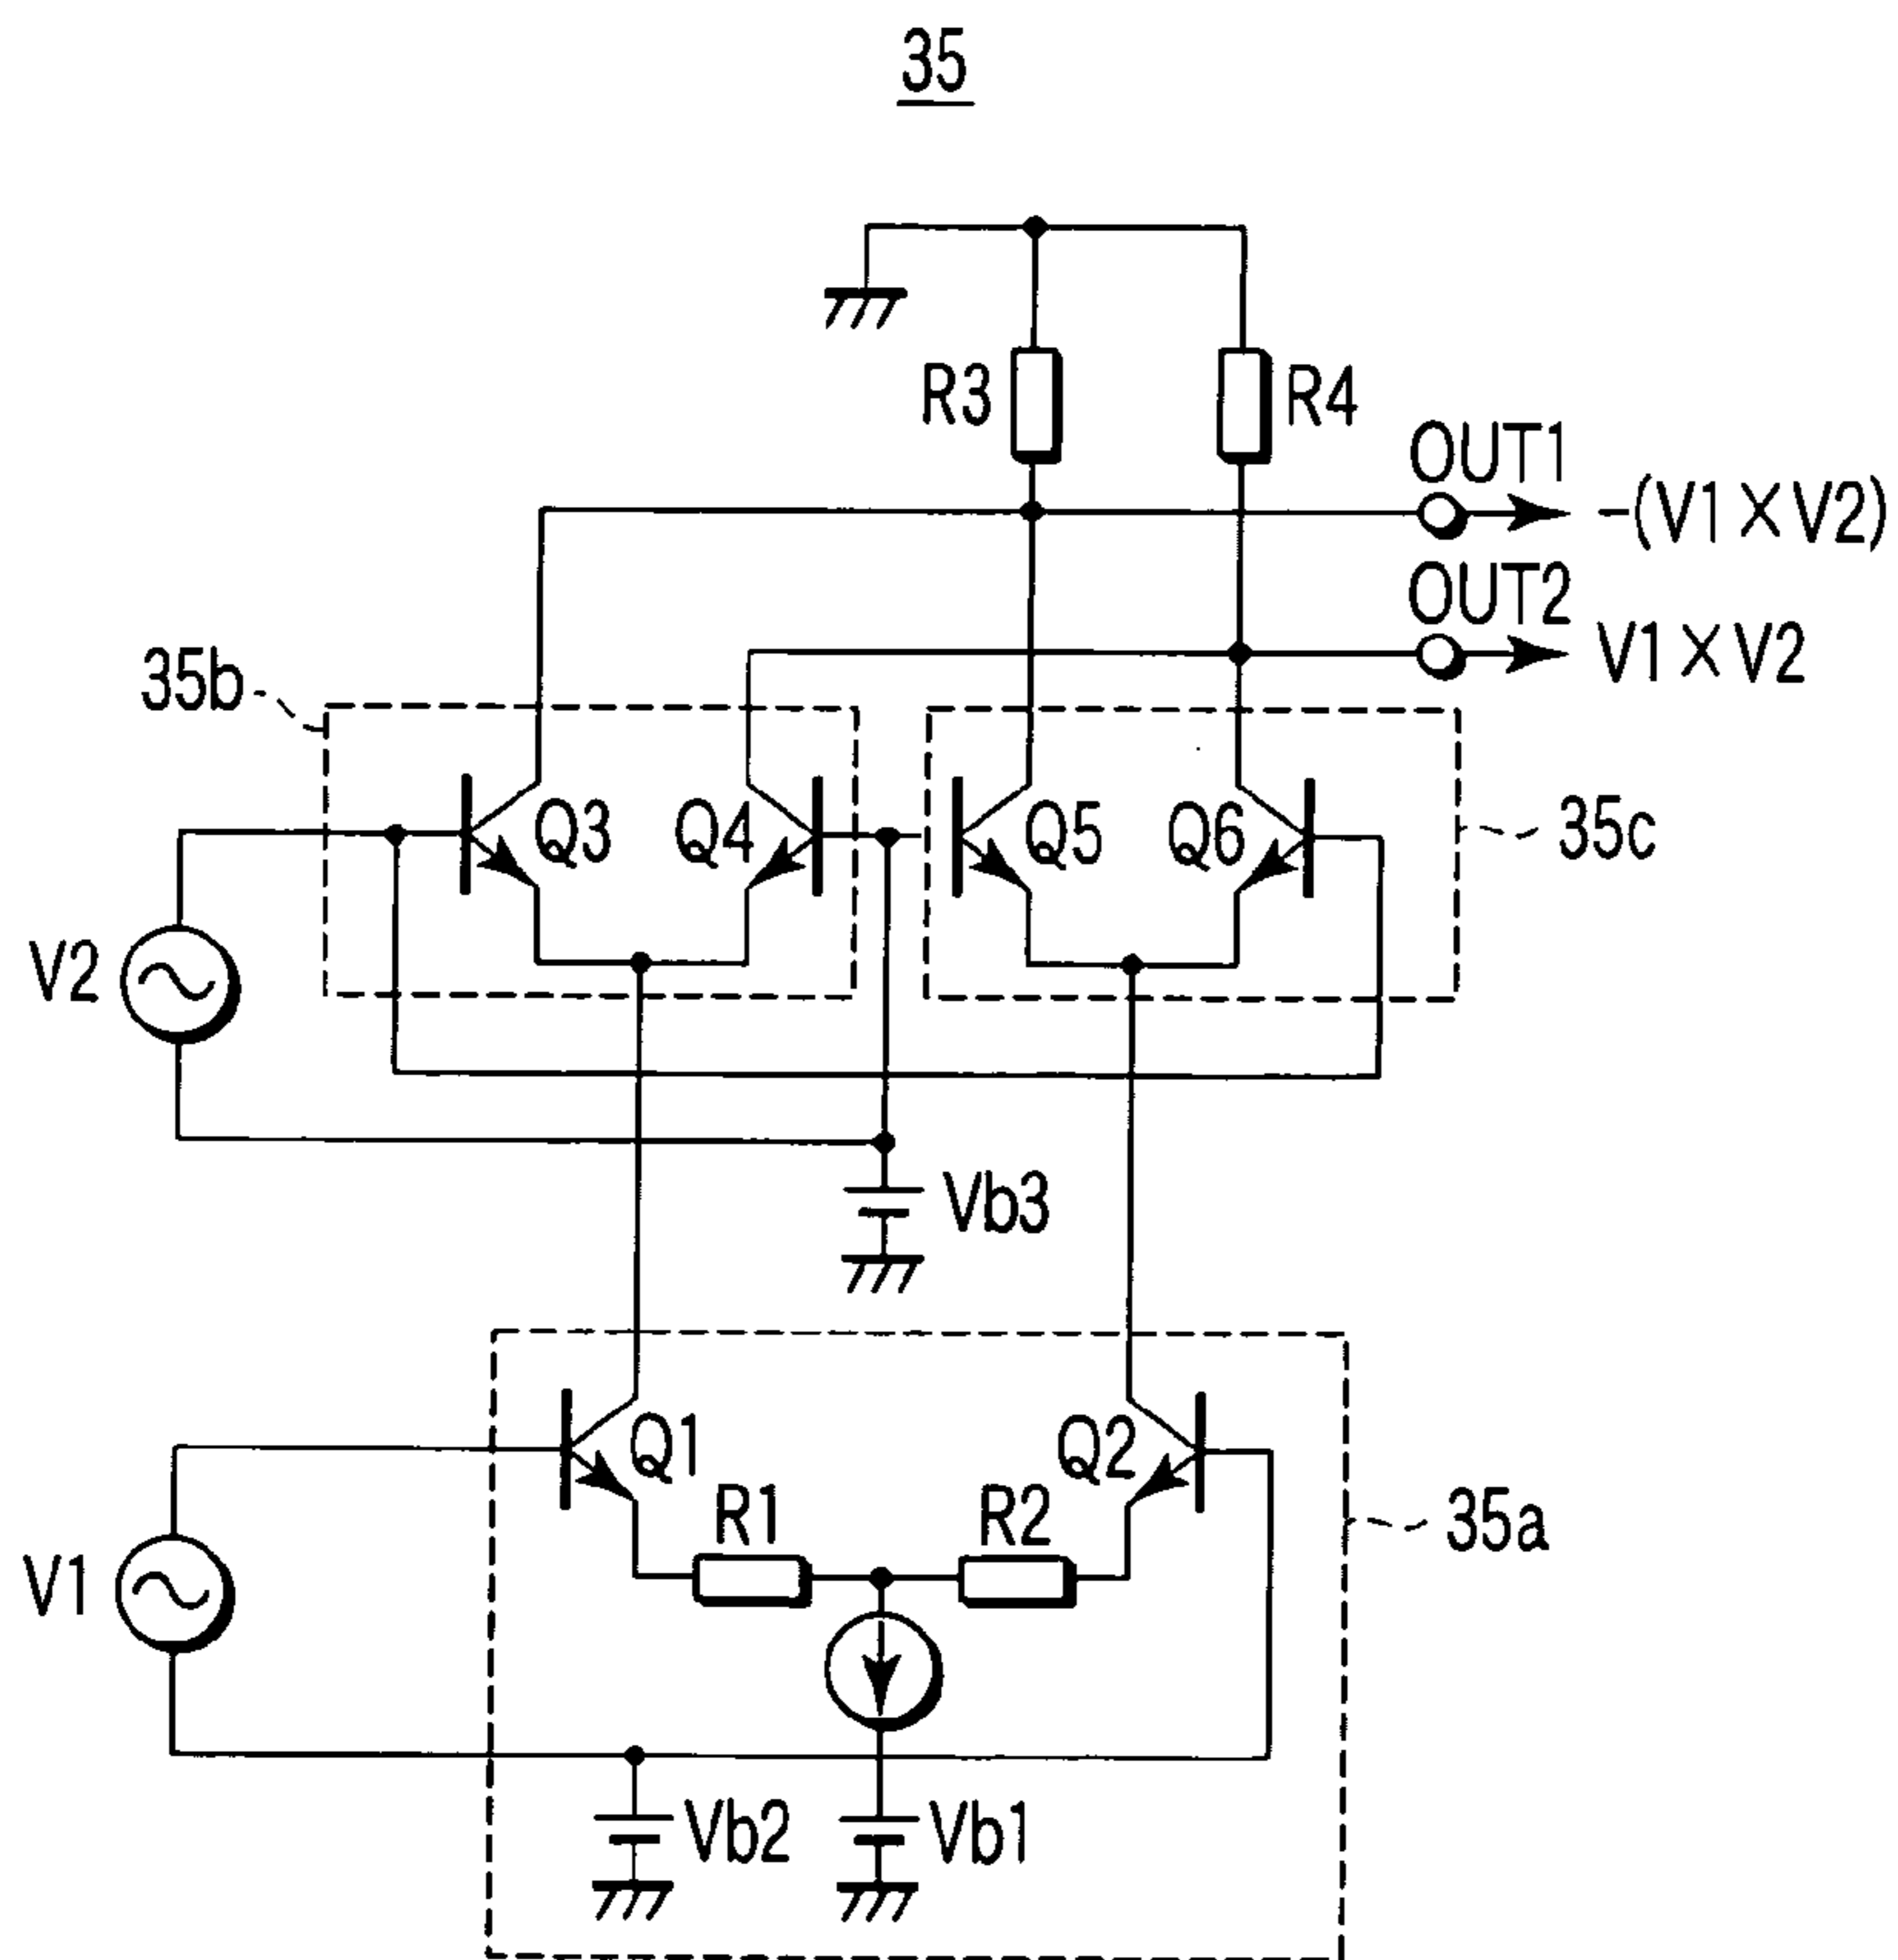 35
R3
R4
OUT1
-(V1×V2)
OUT2
V1×V2
35b
Q3
Q4
Q5
Q6
35c
V2
Vb3
Q1
Q2
R1
R2
35a
V1
Vb2
Vb1